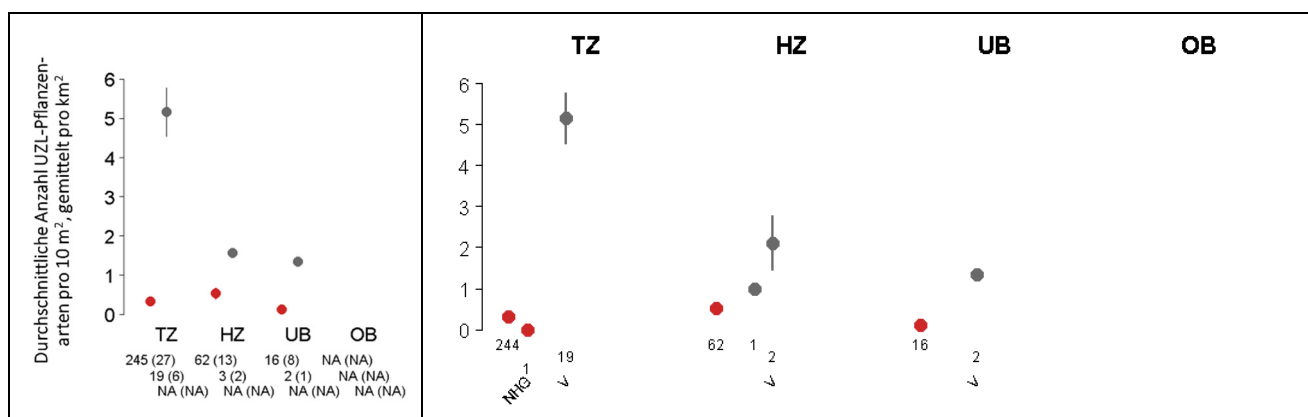 Durchschnittliche Anzahl UZL-Pflanzen-
arten pro 10 m², gemittelt pro km²
6
5
4
3
2
1
0
TZ HZ UB OB
245 (27) 62 (13) 16 (8) NA (NA)
19 (6) 3 (2) 2 (1) NA (NA)
NA (NA) NA (NA) NA (NA) NA (NA)
TZ HZ UB OB
6
5
4
3
2
1
0
244 1 19 62 1 2 16 2
NHG V V V